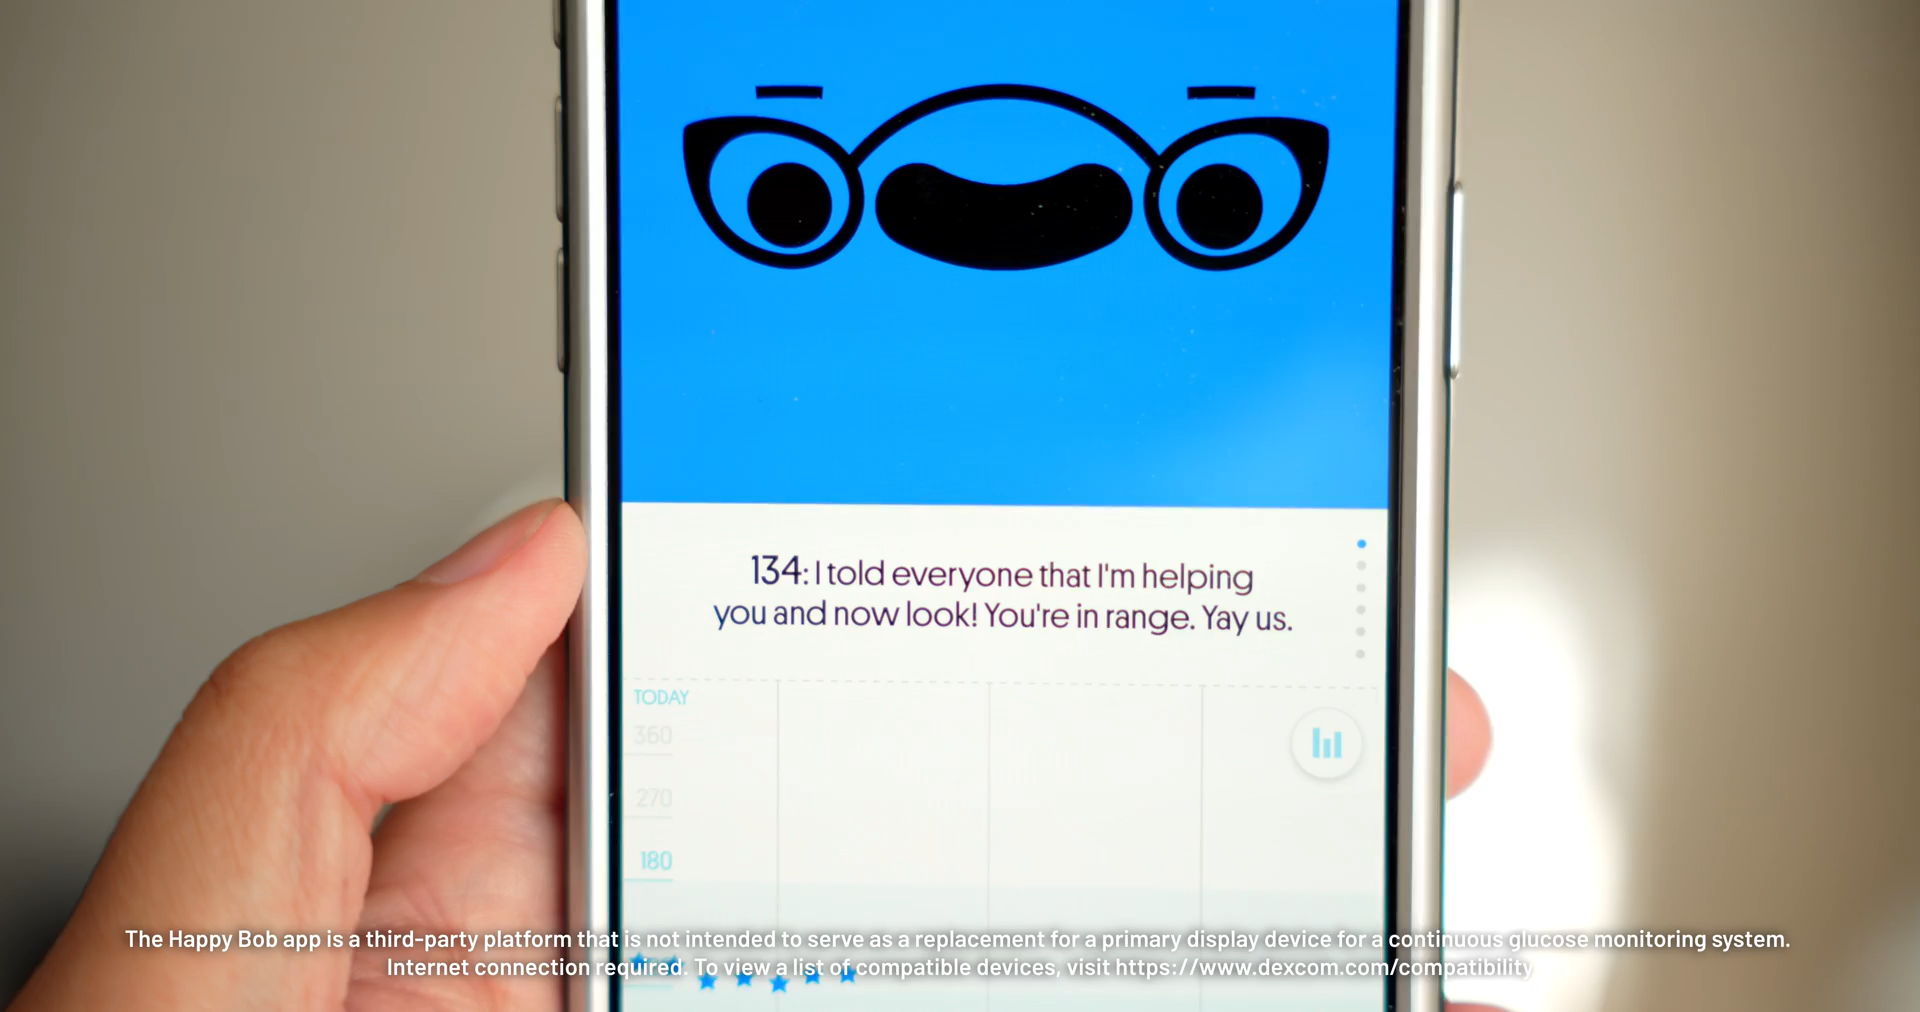 134: I told everyone that I'm helping
you and now look! You're in range. Yay us.
TODAY
360
270
180
The Happy Bob app is a third-party platform that is not intended to serve as a replacement for a primary display device for a continuous glucose monitoring system.
Internet connection required. To view a list of compatible devices, visit https://www.dexcom.com/compatibility